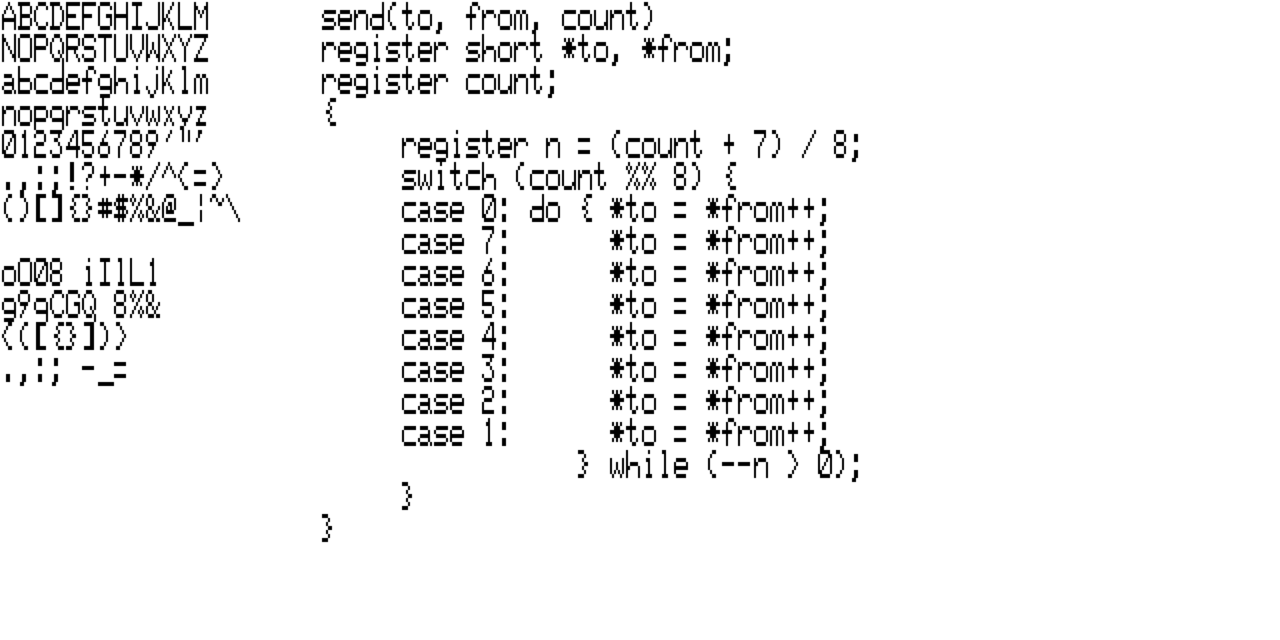 ABCDEFGHIJKLM
NOPQRSTUVWXYZ
abcdefghijklm
nopqrstuvwxyz
0123456789'"'
.,:;!?+-*/^<=>
()[]{}#$%&@_¦~\
oO08 iIlL1
g9qCGQ 8%&
<([{}])>
.,:; -_=
send(to, from, count)
register short *to, *from;
register count;
{
register n = (count + 7) / 8;
switch (count %% 8) {
case 0: do { *to = *from++;
case 7: *to = *from++;
case 6: *to = *from++;
case 5: *to = *from++;
case 4: *to = *from++;
case 3: *to = *from++;
case 2: *to = *from++;
case 1: *to = *from++;
} while (--n > 0);
}
}